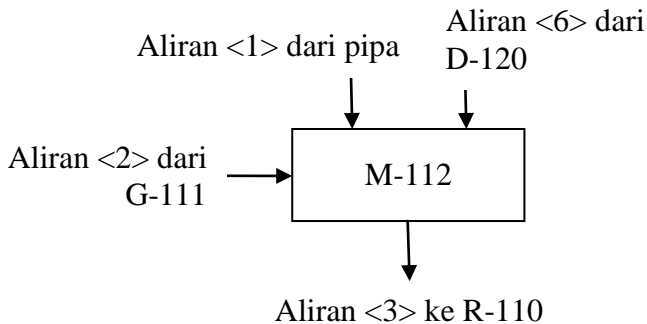 Aliran <6> dari
D-120
Aliran <1> dari pipa
Aliran <2> dari
G-111
M-112
Aliran <3> ke R-110